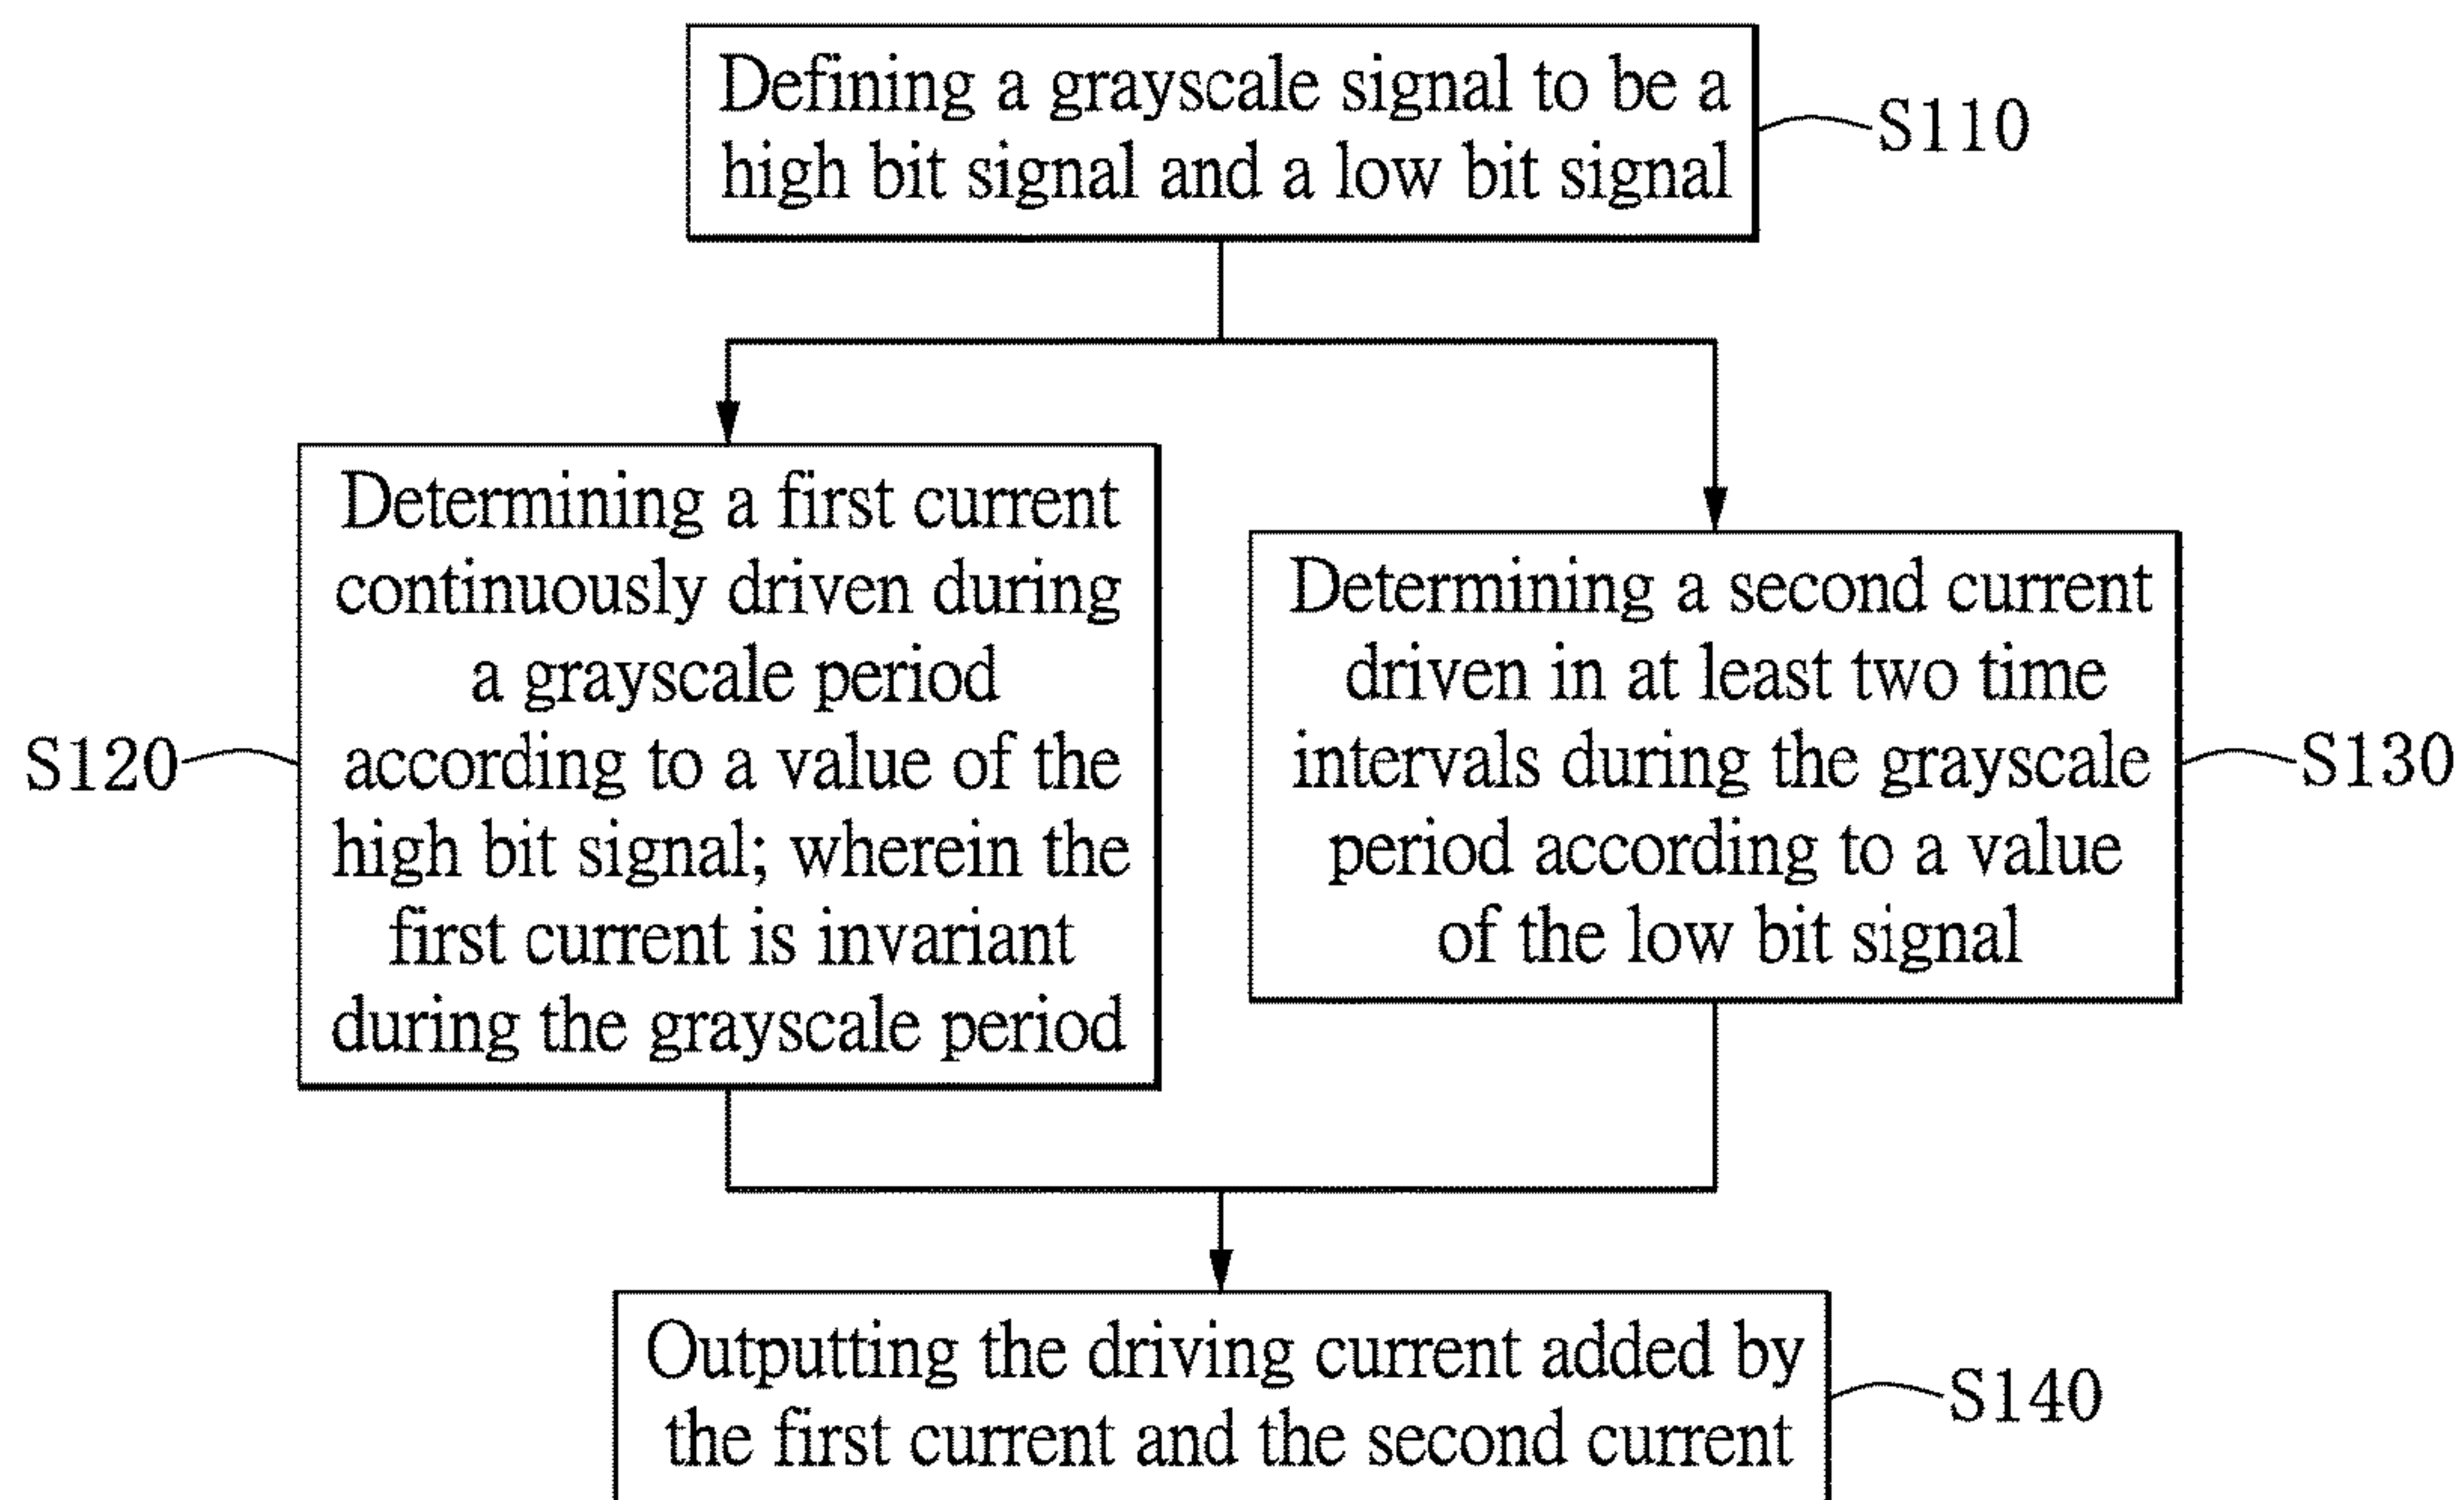 Defining a grayscale signal to be a
high bit signal and a low bit signal
S110
Determining a first current
continuously driven during
a grayscale period
according to a value of the
high bit signal; wherein the
first current is invariant
during the grayscale period
S120
Determining a second current
driven in at least two time
intervals during the grayscale
period according to a value
of the low bit signal
S130
Outputting the driving current added by
the first current and the second current
S140